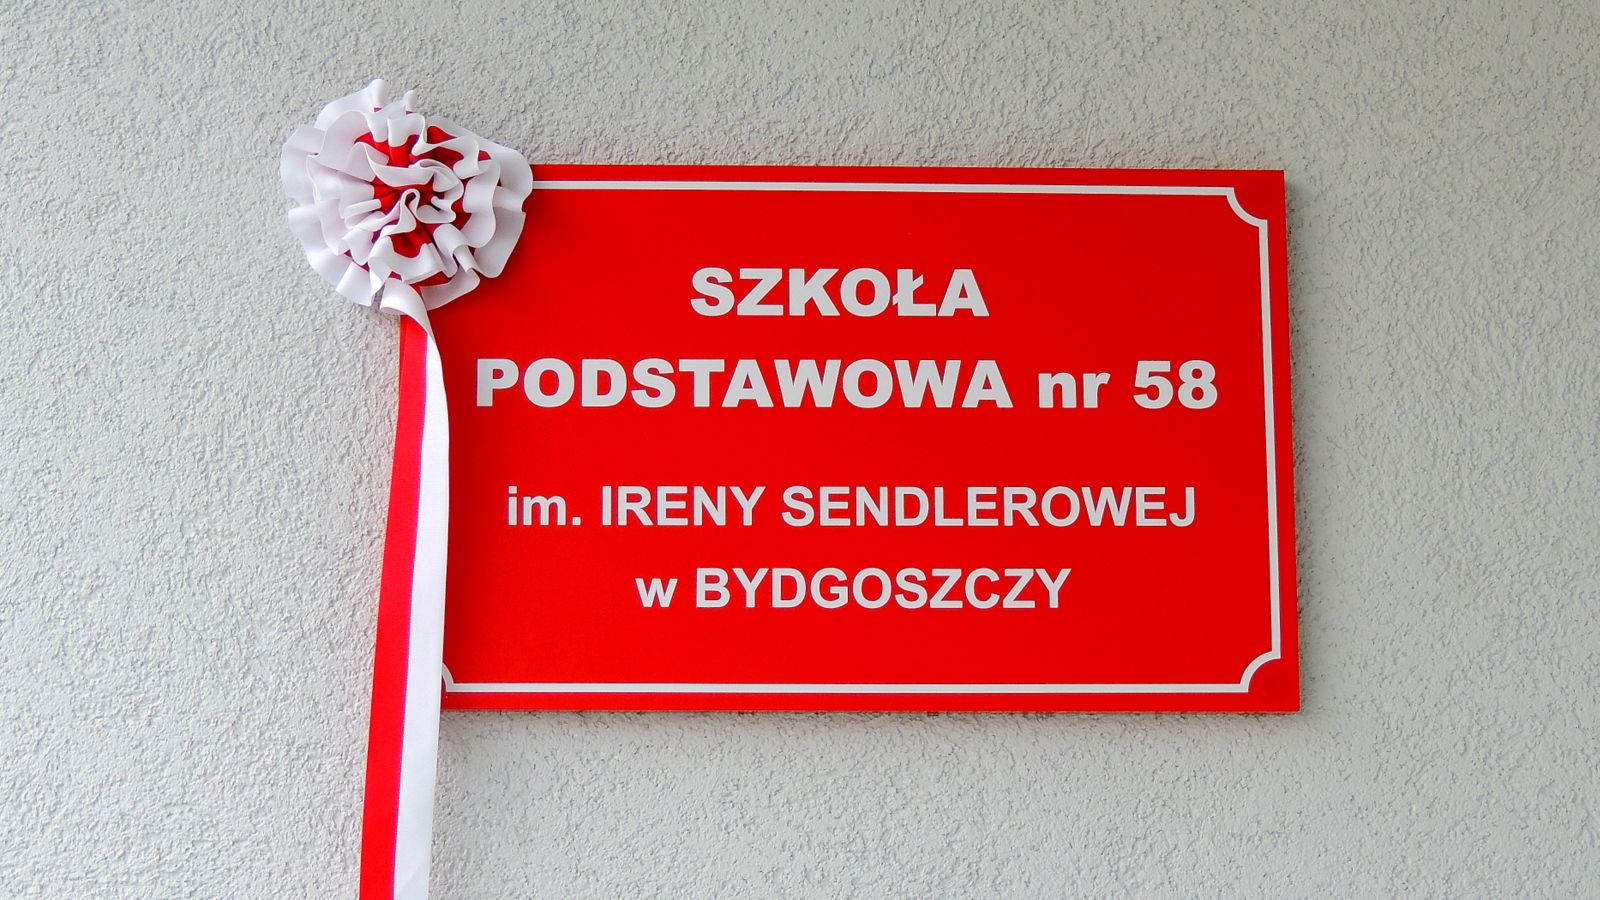 SZKOŁA
PODSTAWOWA nr 58
im. IRENY SENDLEROWEJ
w BYDGOSZCZY